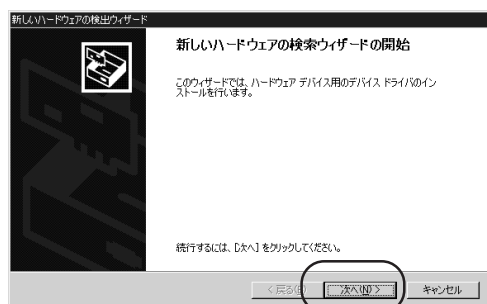 新しいハードウェアの検出ウィザード
新しいハードウェアの検索ウィザードの開始
このウィザードでは、ハードウェア デバイス用のデバイス ドライバのイン
ストールを行います。
続行するには、[次へ] をクリックしてください。
< 戻る(B) 次へ(N) > キャンセル